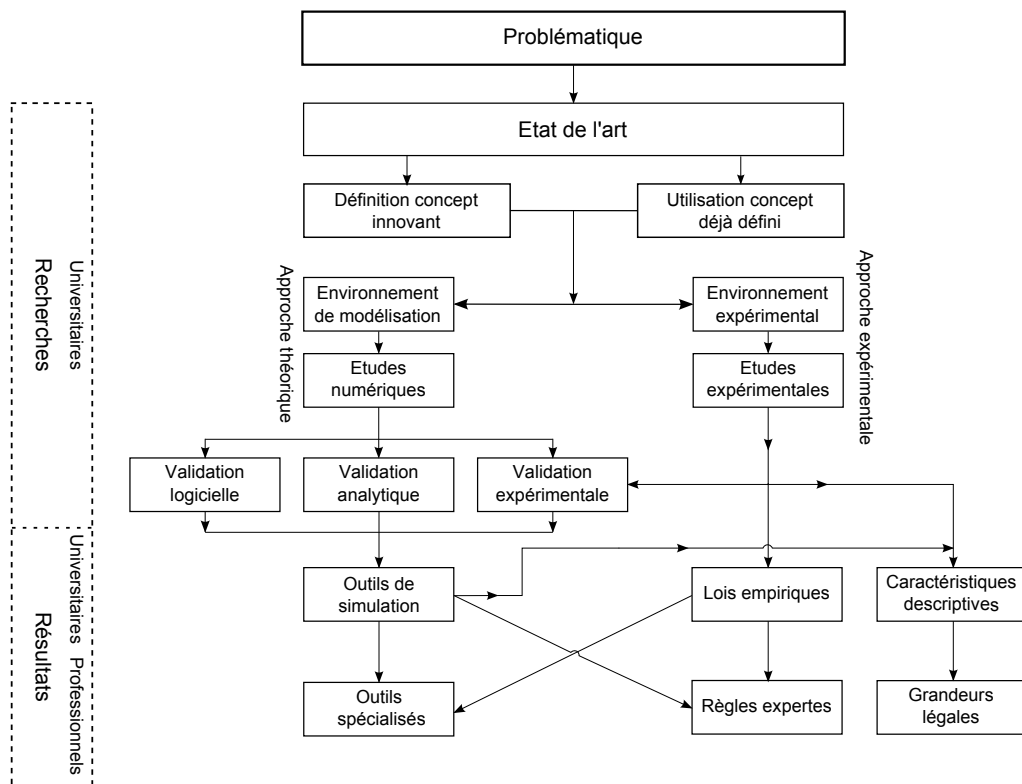 Problématique
Etat de l'art
Définition concept
innovant
Utilisation concept
déjà défini
Universitaires
Recherches
Approche théorique
Environnement
de modélisation
Environnement
expérimental
Approche expérimentale
Etudes
numériques
Etudes
expérimentales
Validation
logicielle
Validation
analytique
Validation
expérimentale
Universitaires Professionnels
Résultats
Outils de
simulation
Lois empiriques
Caractéristiques
descriptives
Outils
spécialisés
Règles expertes
Grandeurs
légales